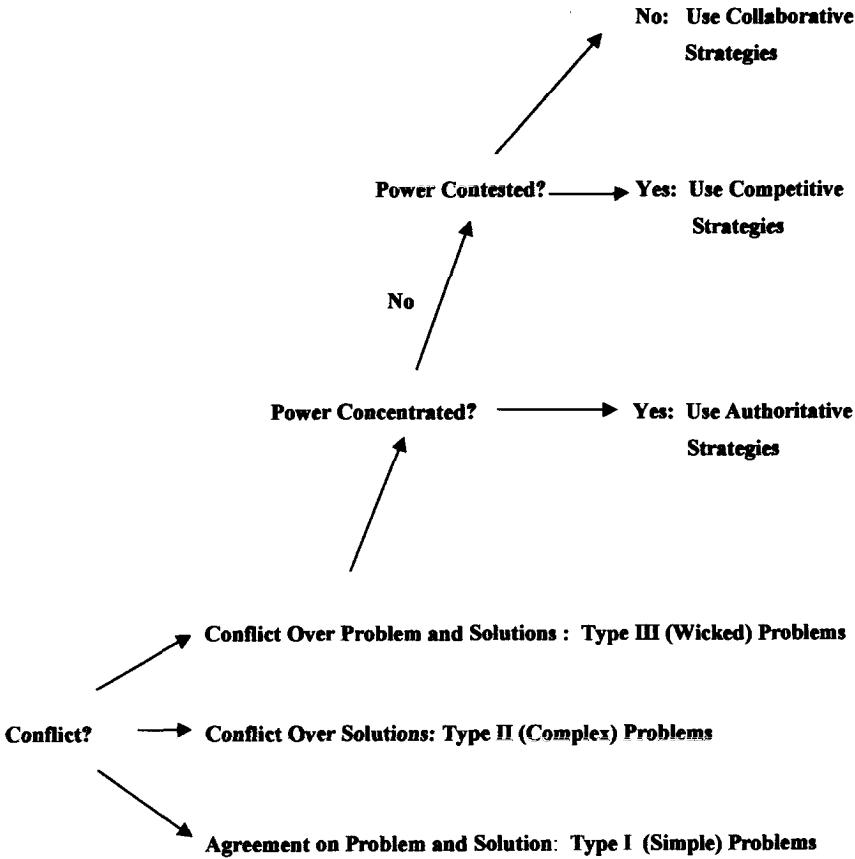 No: Use Collaborative
Strategies
Power Contested?
Yes: Use Competitive
Strategies
No
Power Concentrated?
Yes: Use Authoritative
Strategies
Conflict Over Problem and Solutions : Type III (Wicked) Problems
Conflict?
Conflict Over Solutions: Type II (Complex) Problems
Agreement on Problem and Solution: Type I (Simple) Problems